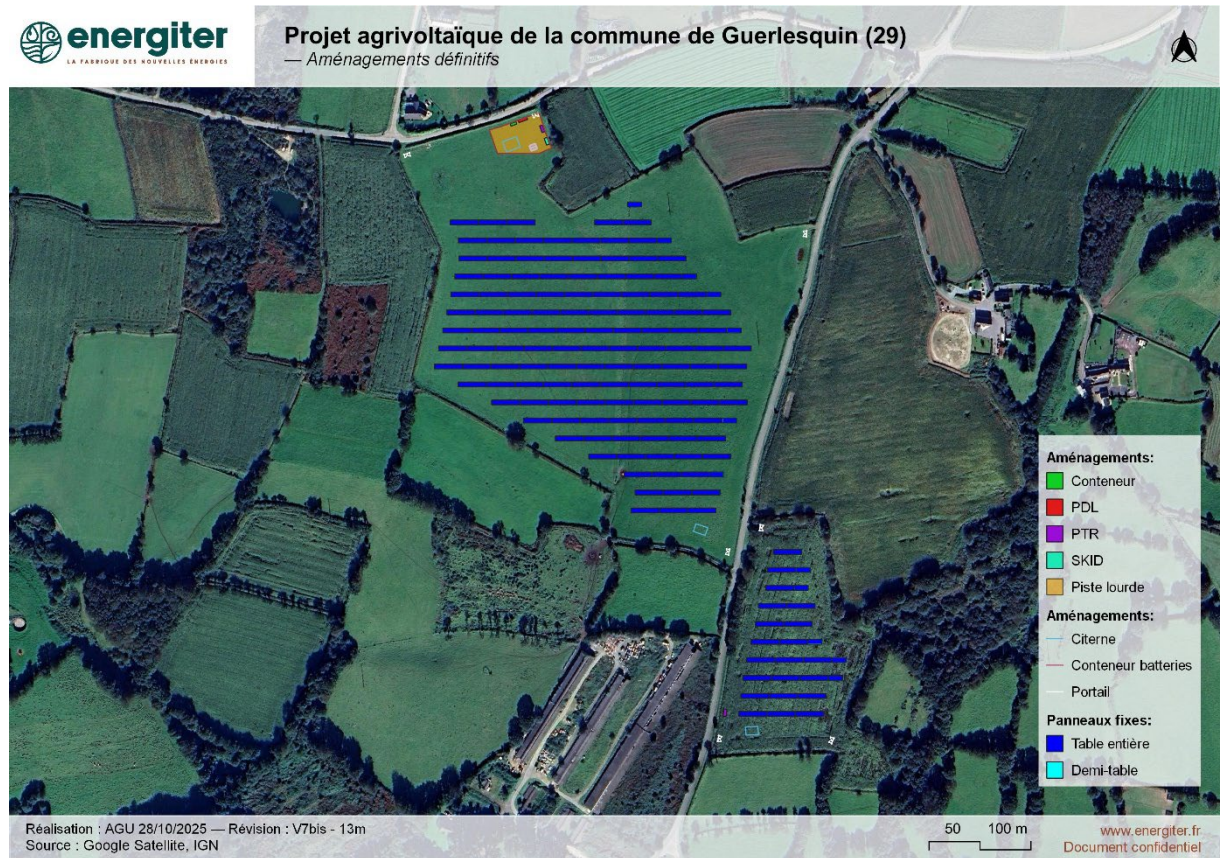 energiter
LA FABRIQUE DES NOUVELLES ÉNERGIES
Projet agrivoltaïque de la commune de Guerlesquin (29)
— Aménagements définitifs
Aménagements:
Conteneur
PDL
PTR
SKID
Piste lourde
Aménagements:
Citerne
Conteneur batteries
Portail
Panneaux fixes:
Table entière
Demi-table
Réalisation : AGU 28/10/2025 — Révision : V7bis - 13m
Source : Google Satellite, IGN
50 100 m
www.energiter.fr
Document confidentiel